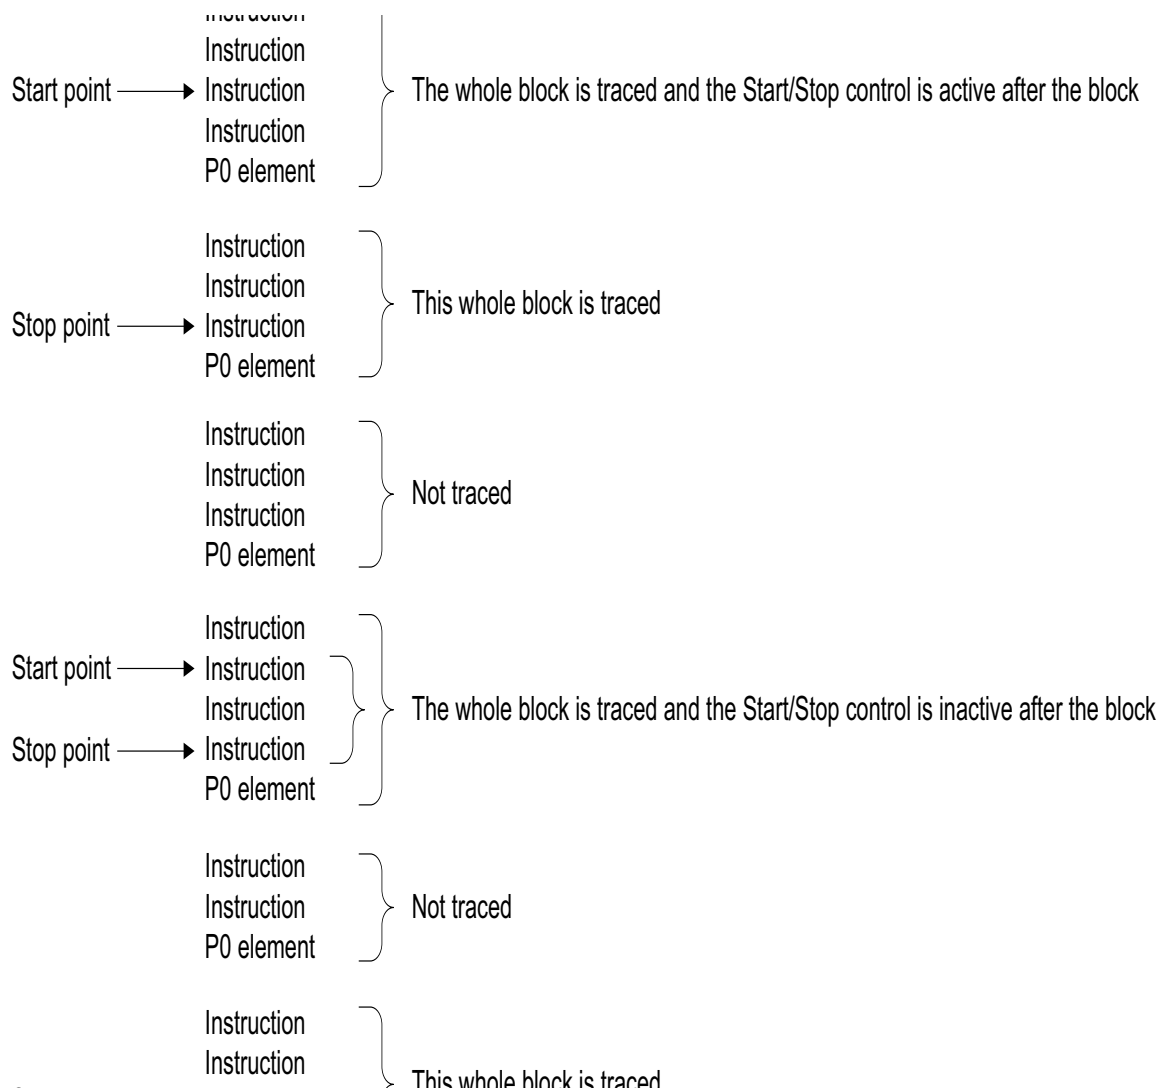 Instruction
Instruction
Start point Instruction The whole block is traced and the Start/Stop control is active after the block
Instruction
P0 element
Instruction
Instruction
This whole block is traced
Stop point Instruction
P0 element
Instruction
Instruction
Not traced
Instruction
P0 element
Instruction
Start point Instruction
Instruction The whole block is traced and the Start/Stop control is inactive after the block
Stop point Instruction
P0 element
Instruction
Instruction Not traced
P0 element
Instruction
Instruction
This whole block is traced